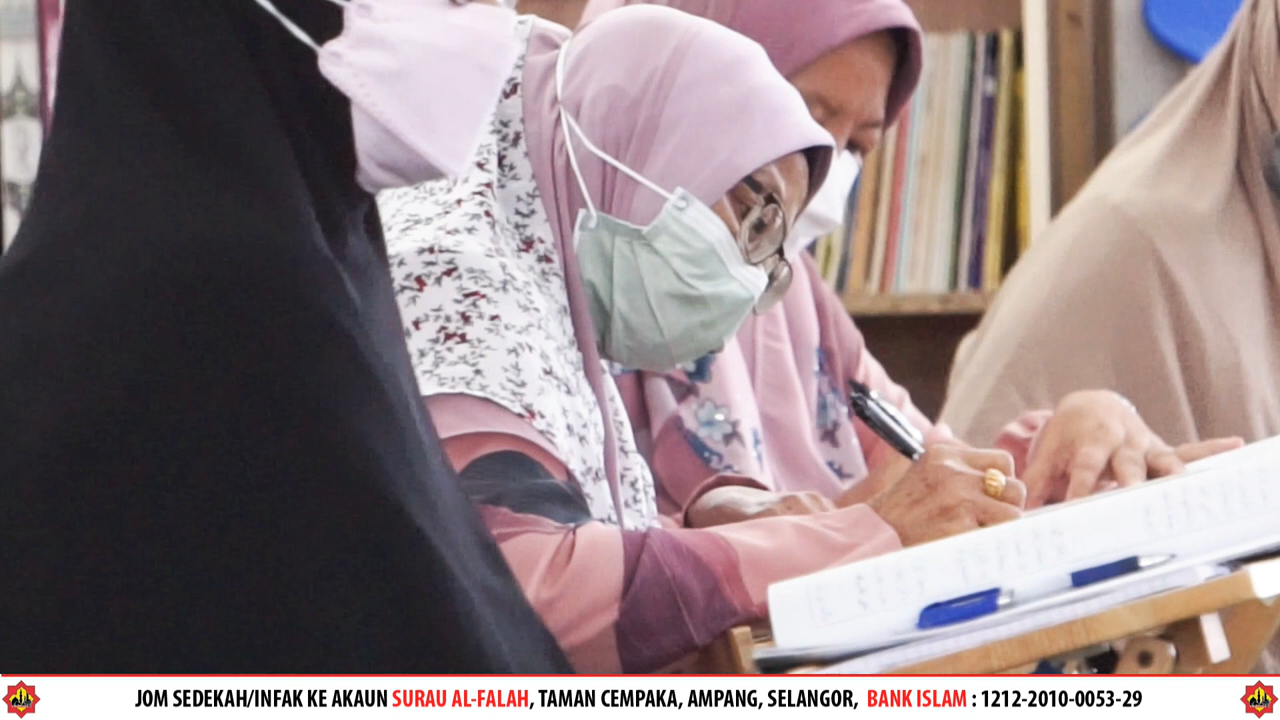 JOM SEDEKAH/INFAK KE AKAUN SURAU AL-FALAH, TAMAN CEMPAKA, AMPANG, SELANGOR, BANK ISLAM : 1212-2010-0053-29